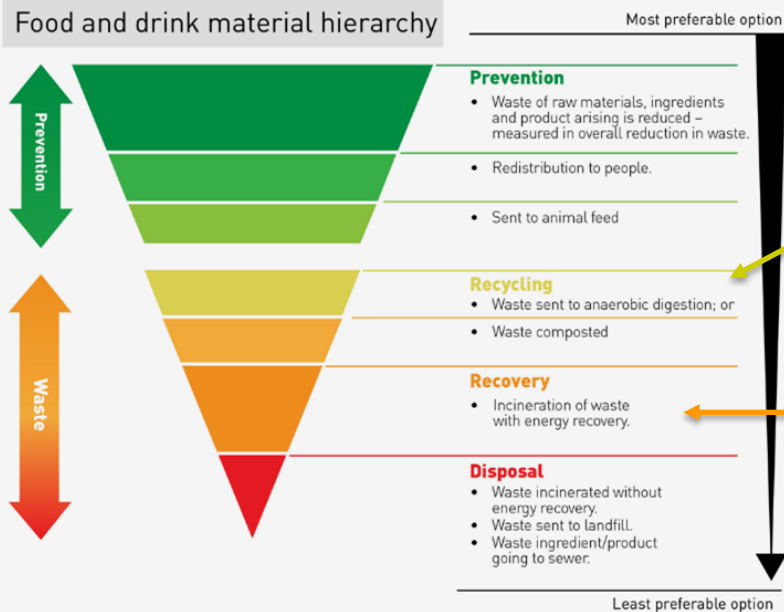 Food and drink material hierarchy
Most preferable option
Prevention
Prevention
• Waste of raw materials, ingredients
and product arising is reduced –
measured in overall reduction in waste.
• Redistribution to people.
• Sent to animal feed
Waste
Recycling
• Waste sent to anaerobic digestion; or
• Waste composted
Recovery
• Incineration of waste
with energy recovery.
Disposal
• Waste incinerated without
energy recovery.
• Waste sent to landfill.
• Waste ingredient/product
going to sewer.
Least preferable option